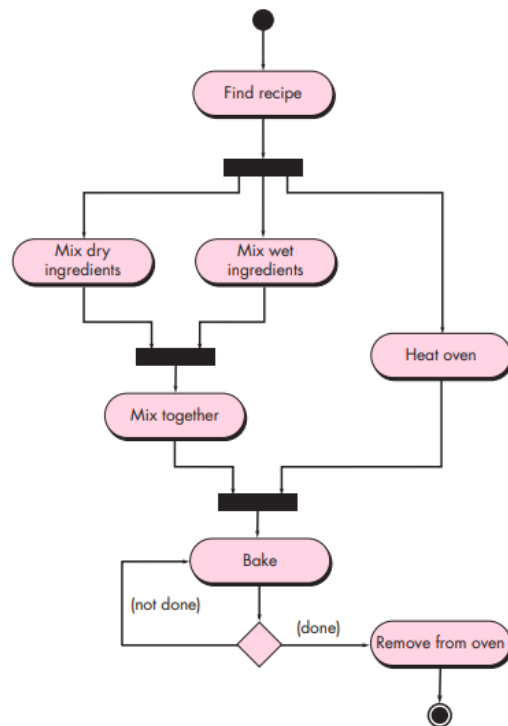 Find recipe
Mix dry
ingredients
Mix wet
ingredients
Heat oven
Mix together
Bake
(not done)
(done)
Remove from oven